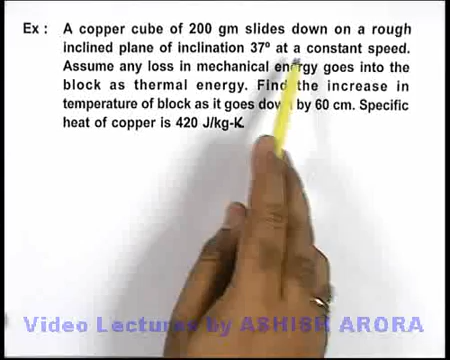 Ex : A copper cube of 200 gm slides down on a rough
inclined plane of inclination 37º at a constant speed.
Assume any loss in mechanical energy goes into the
block as thermal energy. Find the increase in
temperature of block as it goes down by 60 cm. Specific
heat of copper is 420 J/kg-K.
Video Lectures by ASHISH ARORA